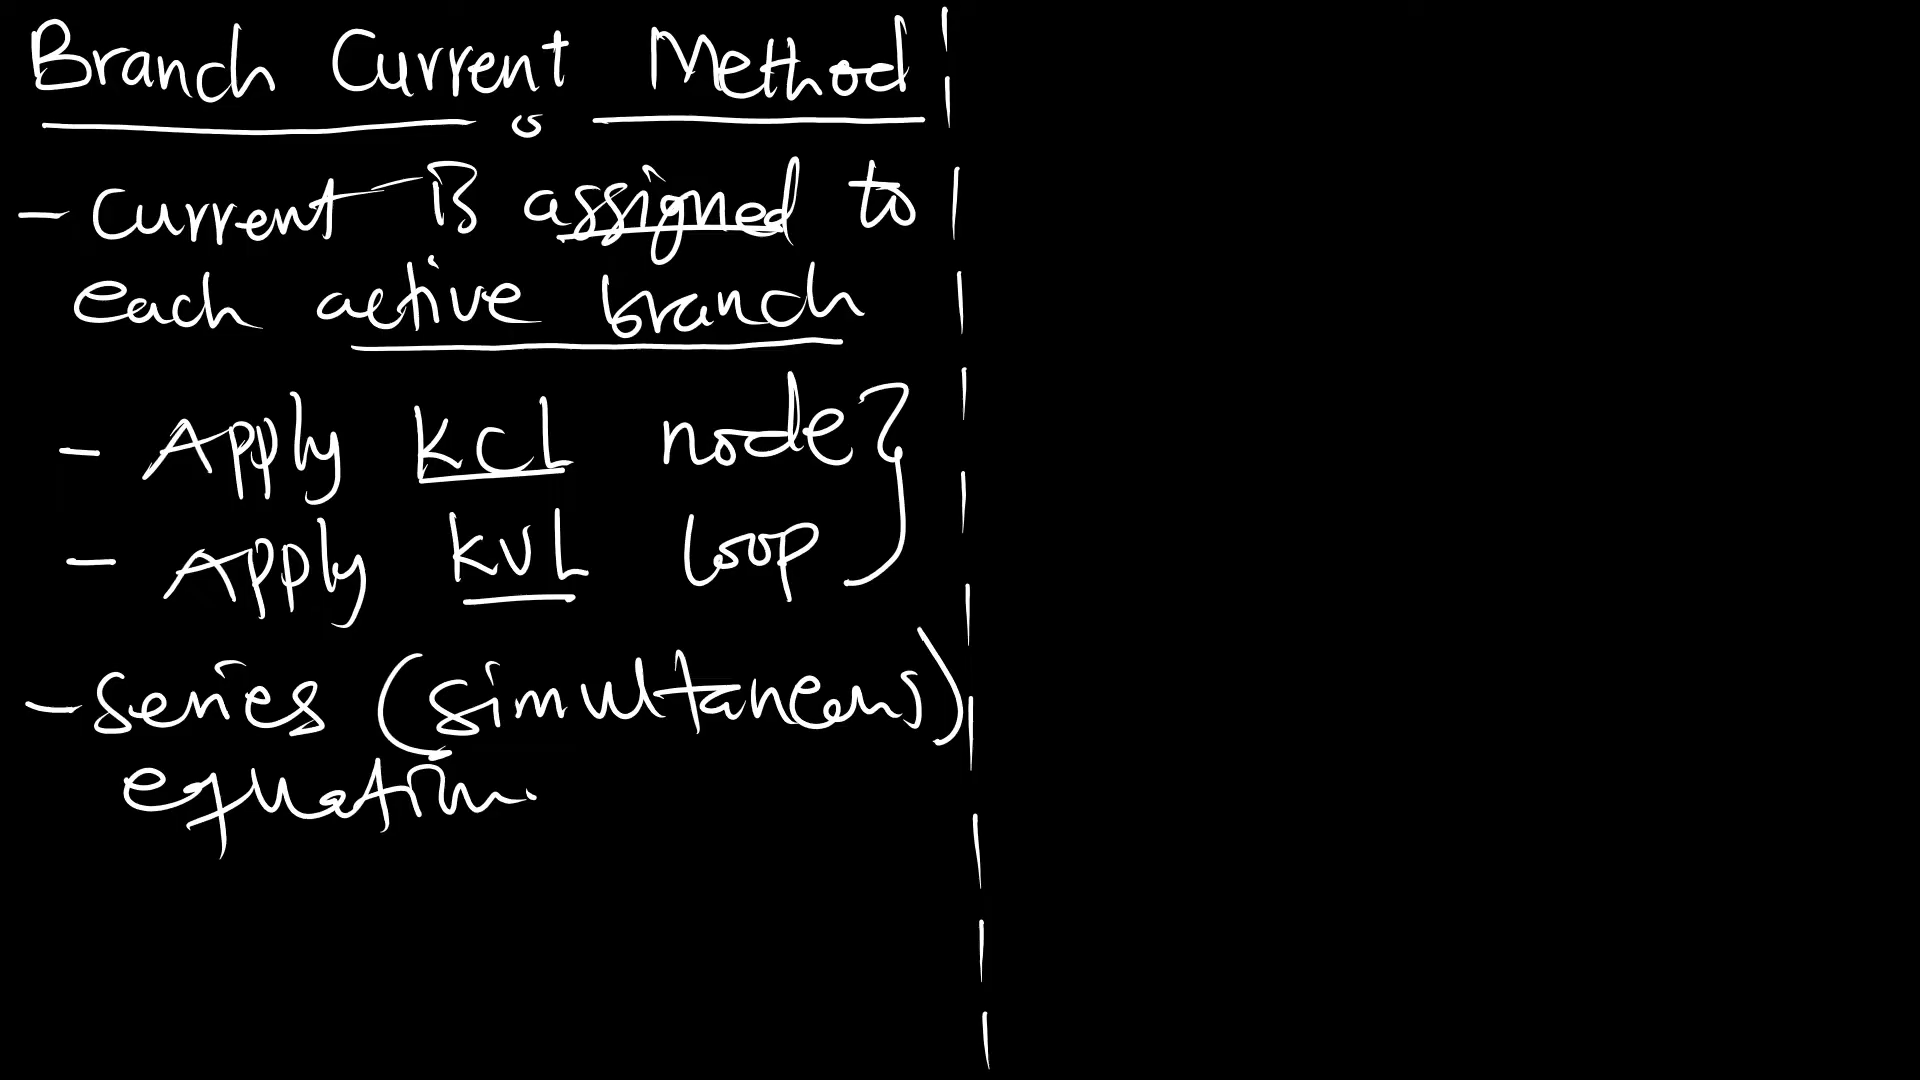 Branch Current Method
- Current is assigned to
each active branch
- Apply KCL node
- Apply KVL loop
- series (simultaneous)
equation.